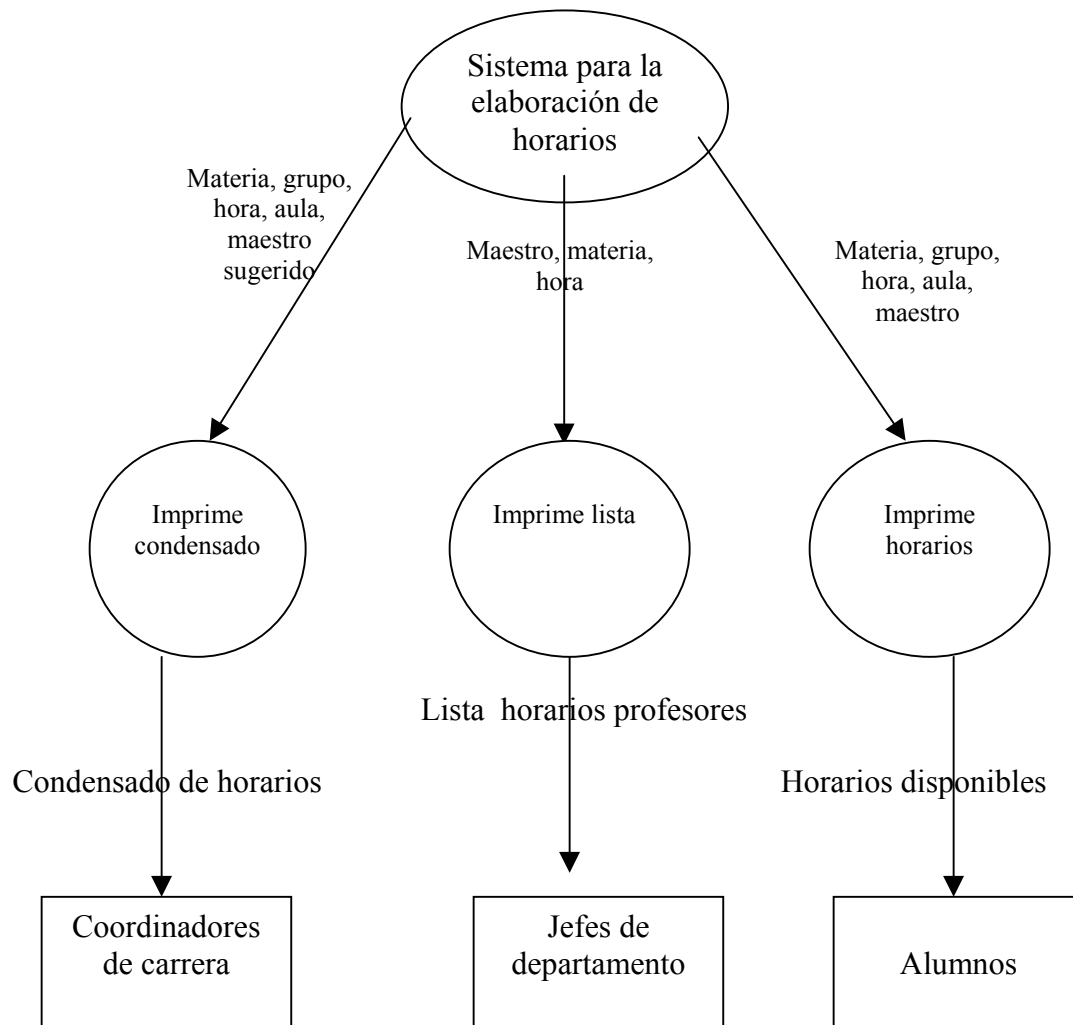 Sistema para la
elaboración de
horarios
Materia, grupo,
hora, aula,
maestro
sugerido
Maestro, materia,
hora
Materia, grupo,
hora, aula,
maestro
Imprime
condensado
Imprime lista
Imprime
horarios
Lista horarios profesores
Condensado de horarios
Horarios disponibles
Coordinadores
de carrera
Jefes de
departamento
Alumnos